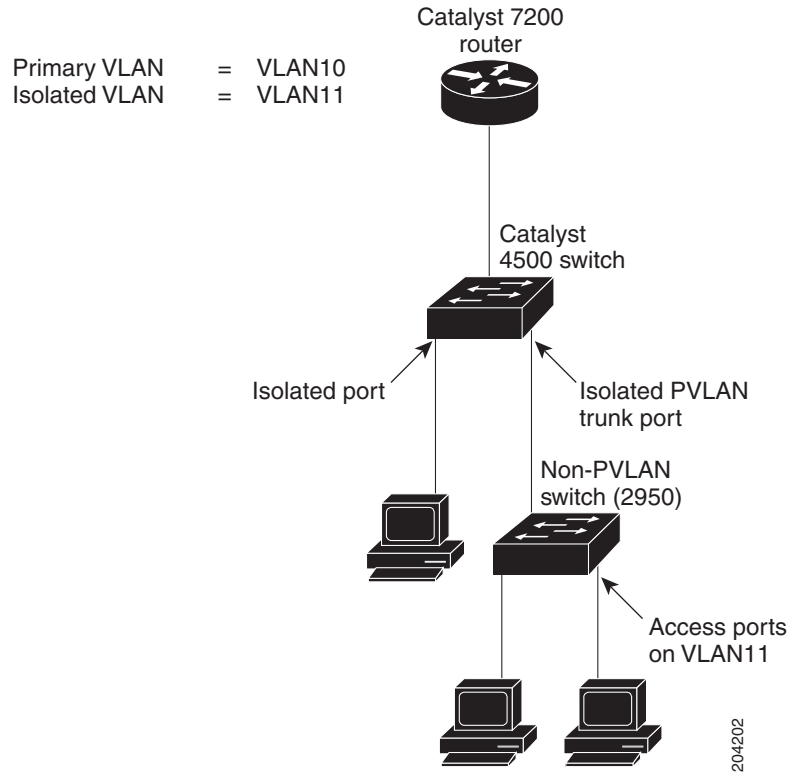 Catalyst 7200
router
Primary VLAN = VLAN10
Isolated VLAN = VLAN11
Catalyst
4500 switch
Isolated port
Isolated PVLAN
trunk port
Non-PVLAN
switch (2950)
Access ports
on VLAN11
204202